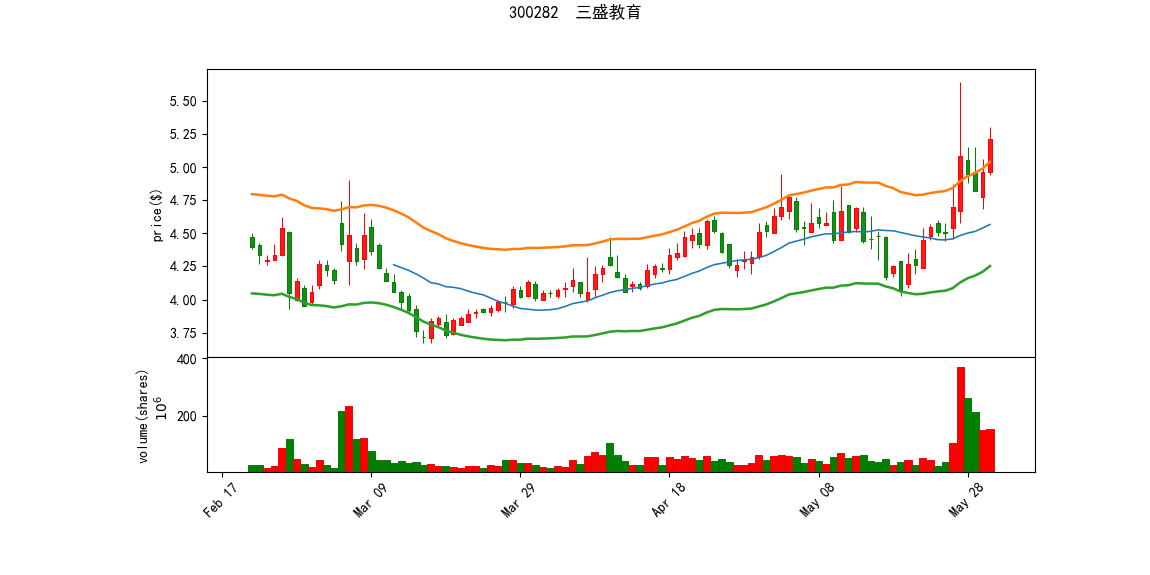 300282 三盛教育
price($)
5.50
5.25
5.00
4.75
4.50
4.25
4.00
3.75
volume(shares)
10^6
400
200
Feb 17
Mar 09
Mar 29
Apr 18
May 08
May 28